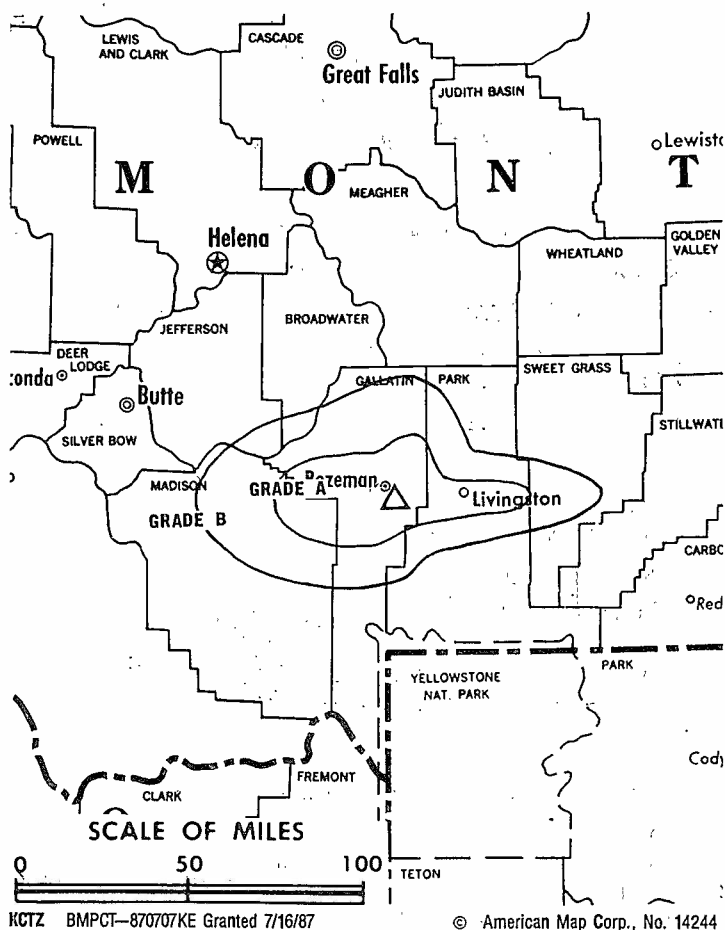 LEWIS
AND CLARK
CASCADE
Great Falls
JUDITH BASIN
POWELL
M O N T
MEAGHER
Helena
WHEATLAND
GOLDEN
VALLEY
JEFFERSON
BROADWATER
DEER
LODGE
conda
Butte
GALLATIN
PARK
SWEET GRASS
SILVER BOW
STILLWATE
MADISON
GRADE A
zeman
Livingston
GRADE B
CARBO
Red
PARK
YELLOWSTONE
NAT. PARK
Cody
FREMONT
CLARK
SCALE OF MILES
0 50 100
TETON
KCTZ BMPCT—870707KE Granted 7/16/87
© American Map Corp., No. 14244